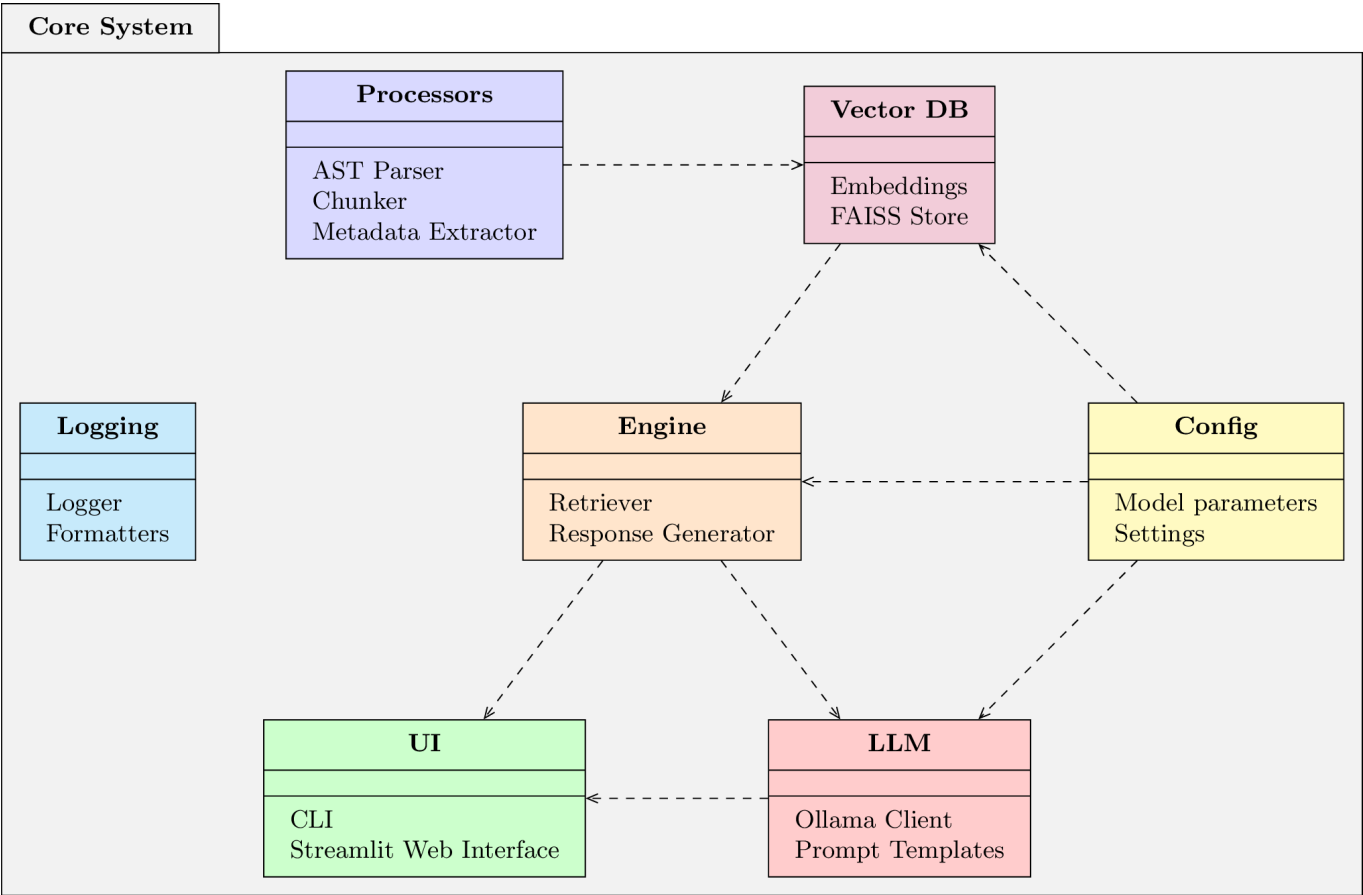 Core System
Processors
AST Parser
Chunker
Metadata Extractor
Vector DB
Embeddings
FAISS Store
Logging
Logger
Formatters
Engine
Retriever
Response Generator
Config
Model parameters
Settings
UI
CLI
Streamlit Web Interface
LLM
Ollama Client
Prompt Templates